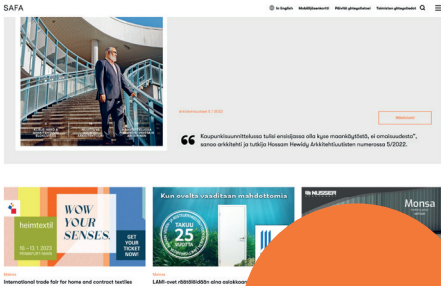 SAFA
In English Mobiilijäsenkortti Päivitä yhteystietosi Toimiston yhteystiedot
Arkkitehtiuutiset 5 / 2022
Kaupunkisuunnittelussa tulisi ensisijassa olla kyse maankäytöstä, ei omaisuudesta”,
sanoo arkkitehti ja tutkija Hossam Hewidy Arkkitehtiuutisten numerossa 5/2022.
heimtextil
10 – 13.1.2023
WOW
YOUR
SENSES.
GET
YOUR
TICKET
NOW!
Kun ovelta vaaditaan mahdottomia
TAKUU
25
VUOTTA
NUSSER
Monsa
Mainos
International trade fair for home and contract textiles
Mainos
LAMI-ovet räätälöidään aina asiakkaan